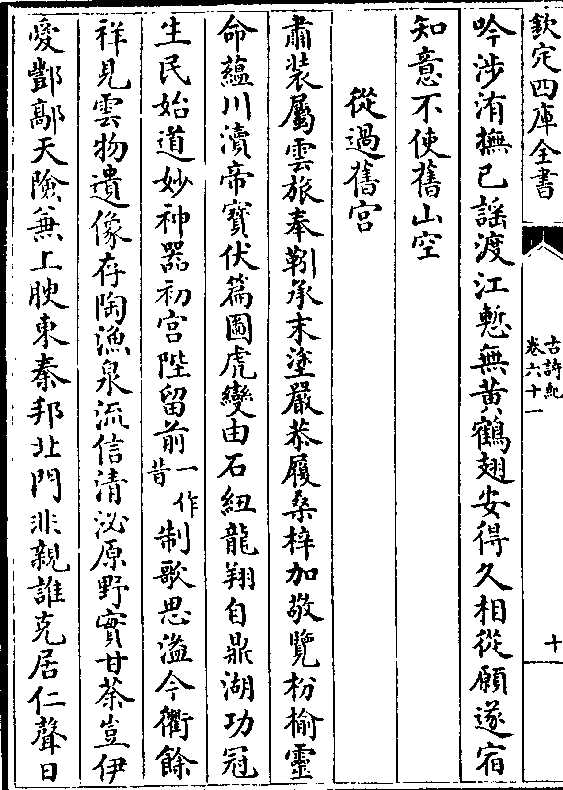 欽定四庫全書
古詩紀
卷六十一
十
吟涉洧撫已謡渡江慙無黄鶴翅安得久相從願遂宿
知意不使舊山空
從過舊宫
肅装屬雲旅奉靷承末塗嚴恭履桑梓加敬覽枌榆靈
命藴川瀆帝寳伏篇圖虎變由石紐龍翔自鼎湖功冠
生民始道妙神器初宫陛留前一作昔制歌思溢今衢餘
祥見雲物遺像存陶漁泉流信清泌原野實甘荼豈伊
愛酆鄗天險兼上腴東秦邦北門非親誰克居仁聲日